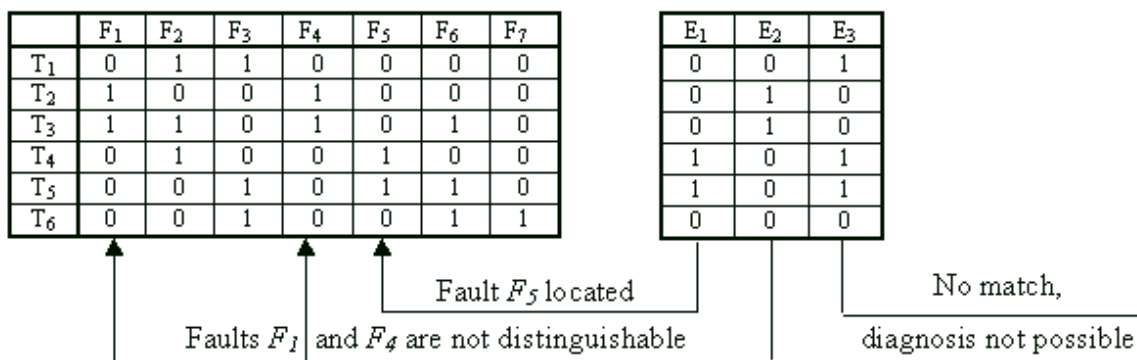 F1 F2 F3 F4 F5 F6 F7 E1 E2 E3
T1 0 1 1 0 0 0 0 0 0 1
T2 1 0 0 1 0 0 0 0 1 0
T3 1 1 0 1 0 1 0 0 1 0
T4 0 1 0 0 1 0 0 1 0 1
T5 0 0 1 0 1 1 0 1 0 1
T6 0 0 1 0 0 1 1 0 0 0
Fault F5 located
Faults F1 and F4 are not distinguishable
No match,
diagnosis not possible